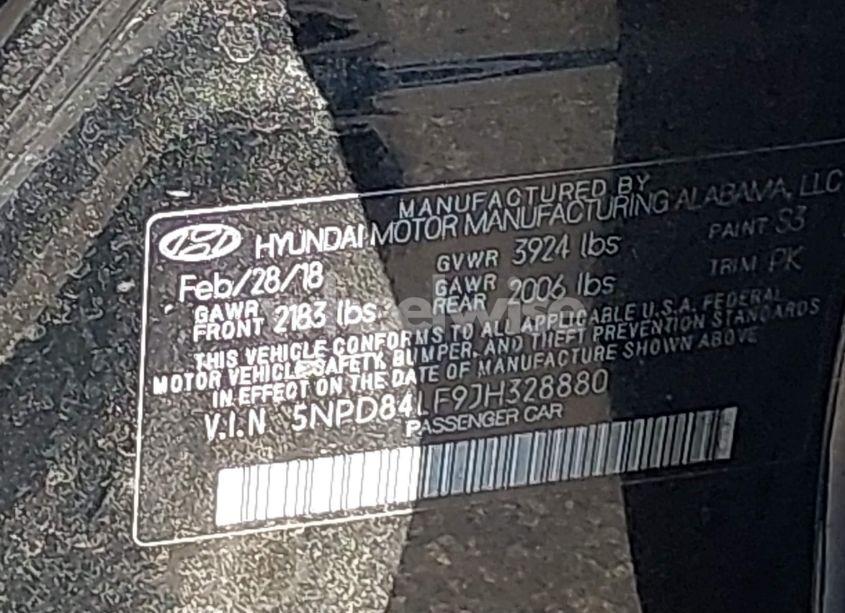 MANUFACTURED BY
HYUNDAI MOTOR MANUFACTURING ALABAMA, LLC
Feb/28/18 GVWR 3924 lbs PAINT S3
GAWR FRONT 2183 lbs GAWR REAR 2006 lbs TRIM PK
THIS VEHICLE CONFORMS TO ALL APPLICABLE U.S.A. FEDERAL
MOTOR VEHICLE SAFETY, BUMPER, AND THEFT PREVENTION STANDARDS
IN EFFECT ON THE DATE OF MANUFACTURE SHOWN ABOVE
V.I.N 5NPD84LF9JH328880
PASSENGER CAR